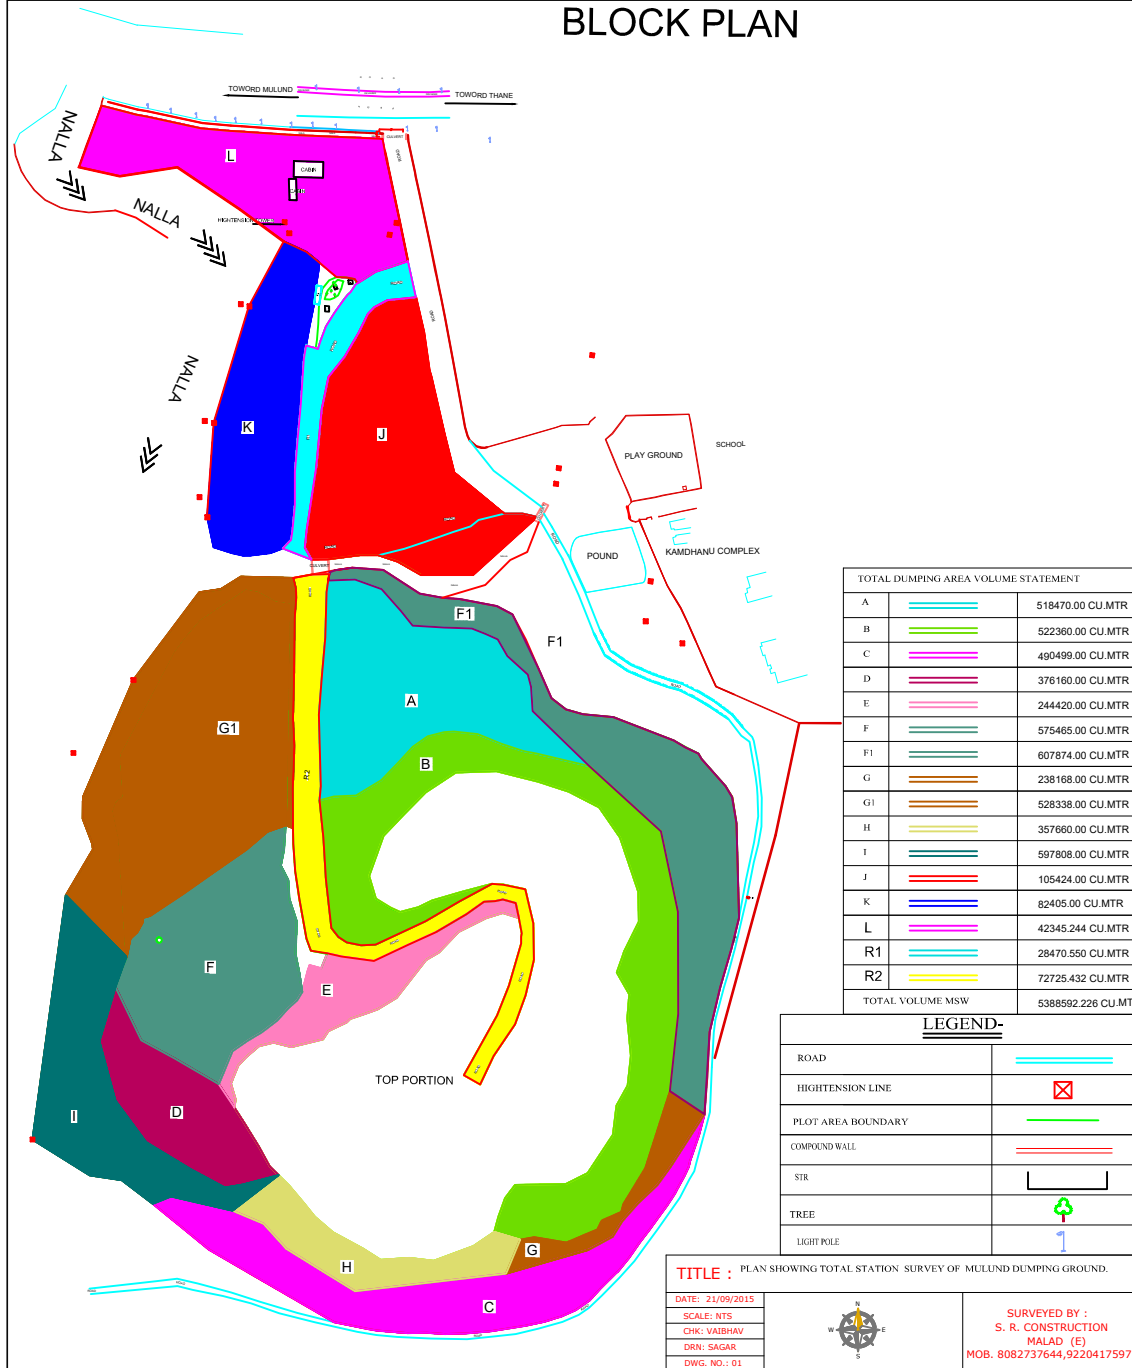 BLOCK PLAN
TOWORD MULUND
TOWORD THANE
NALLA
L
CULVERT
ROAD
CABIN
NALLA
K
J
ROAD
NALLA
PLAY GROUND
SCHOOL
POUND
KAMDHANU COMPLEX
CULVERT
ROAD
F1
F1
A
G1
B
R2
ROAD
F
E
TOP PORTION
D
I
H
G
C
TOTAL DUMPING AREA VOLUME STATEMENT
A 518470.00 CU.MTR
B 522360.00 CU.MTR
C 490499.00 CU.MTR
D 376160.00 CU.MTR
E 244420.00 CU.MTR
F 575465.00 CU.MTR
F1 607874.00 CU.MTR
G 238168.00 CU.MTR
G1 528338.00 CU.MTR
H 357660.00 CU.MTR
I 597808.00 CU.MTR
J 105424.00 CU.MTR
K 82405.00 CU.MTR
L 42345.244 CU.MTR
R1 28470.550 CU.MTR
R2 72725.432 CU.MTR
TOTAL VOLUME MSW 5388592.226 CU.MT
LEGEND-
ROAD
HIGHTENSION LINE
PLOT AREA BOUNDARY
COMPOUND WALL
STR
TREE
LIGHT POLE
TITLE : PLAN SHOWING TOTAL STATION SURVEY OF MULUND DUMPING GROUND.
DATE: 21/09/2015
SCALE: NTS
CHK: VAIBHAV
DRN: SAGAR
DWG. NO.: 01
N
W
E
S
SURVEYED BY :
S. R. CONSTRUCTION
MALAD (E)
MOB. 8082737644,9220417597